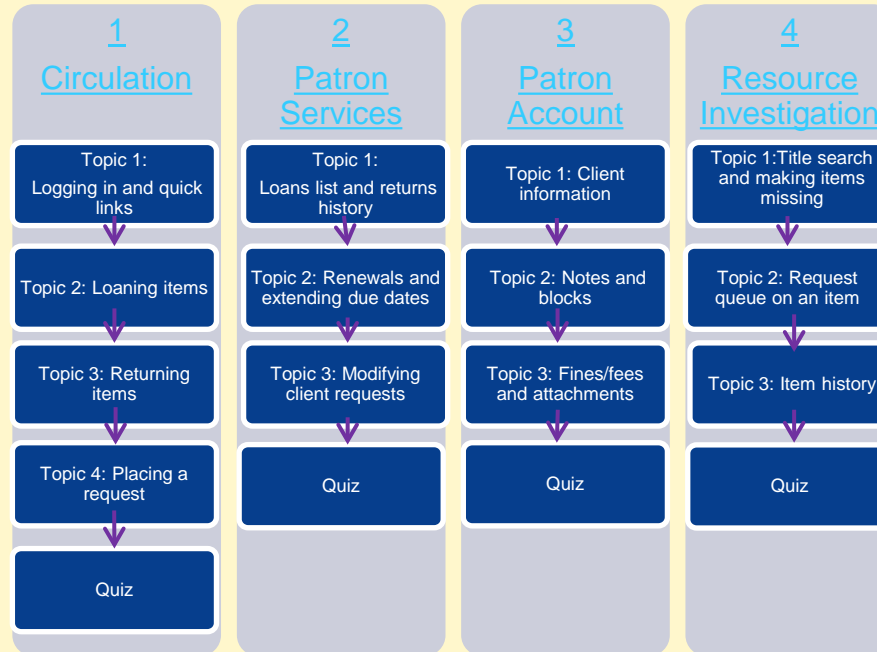 1
Circulation
Topic 1:
Logging in and quick
links
Topic 2: Loaning items
Topic 3: Returning
items
Topic 4: Placing a
request
Quiz
2
Patron
Services
Topic 1:
Loans list and returns
history
Topic 2: Renewals and
extending due dates
Topic 3: Modifying
client requests
Quiz
3
Patron
Account
Topic 1: Client
information
Topic 2: Notes and
blocks
Topic 3: Fines/fees
and attachments
Quiz
4
Resource
Investigation
Topic 1:Title search
and making items
missing
Topic 2: Request
queue on an item
Topic 3: Item history
Quiz